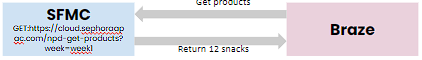 Get products
SFMC
Braze
GET:https://cloud.sephoraap
ac.com/npd-get-products?
week=week1
Return 12 snacks